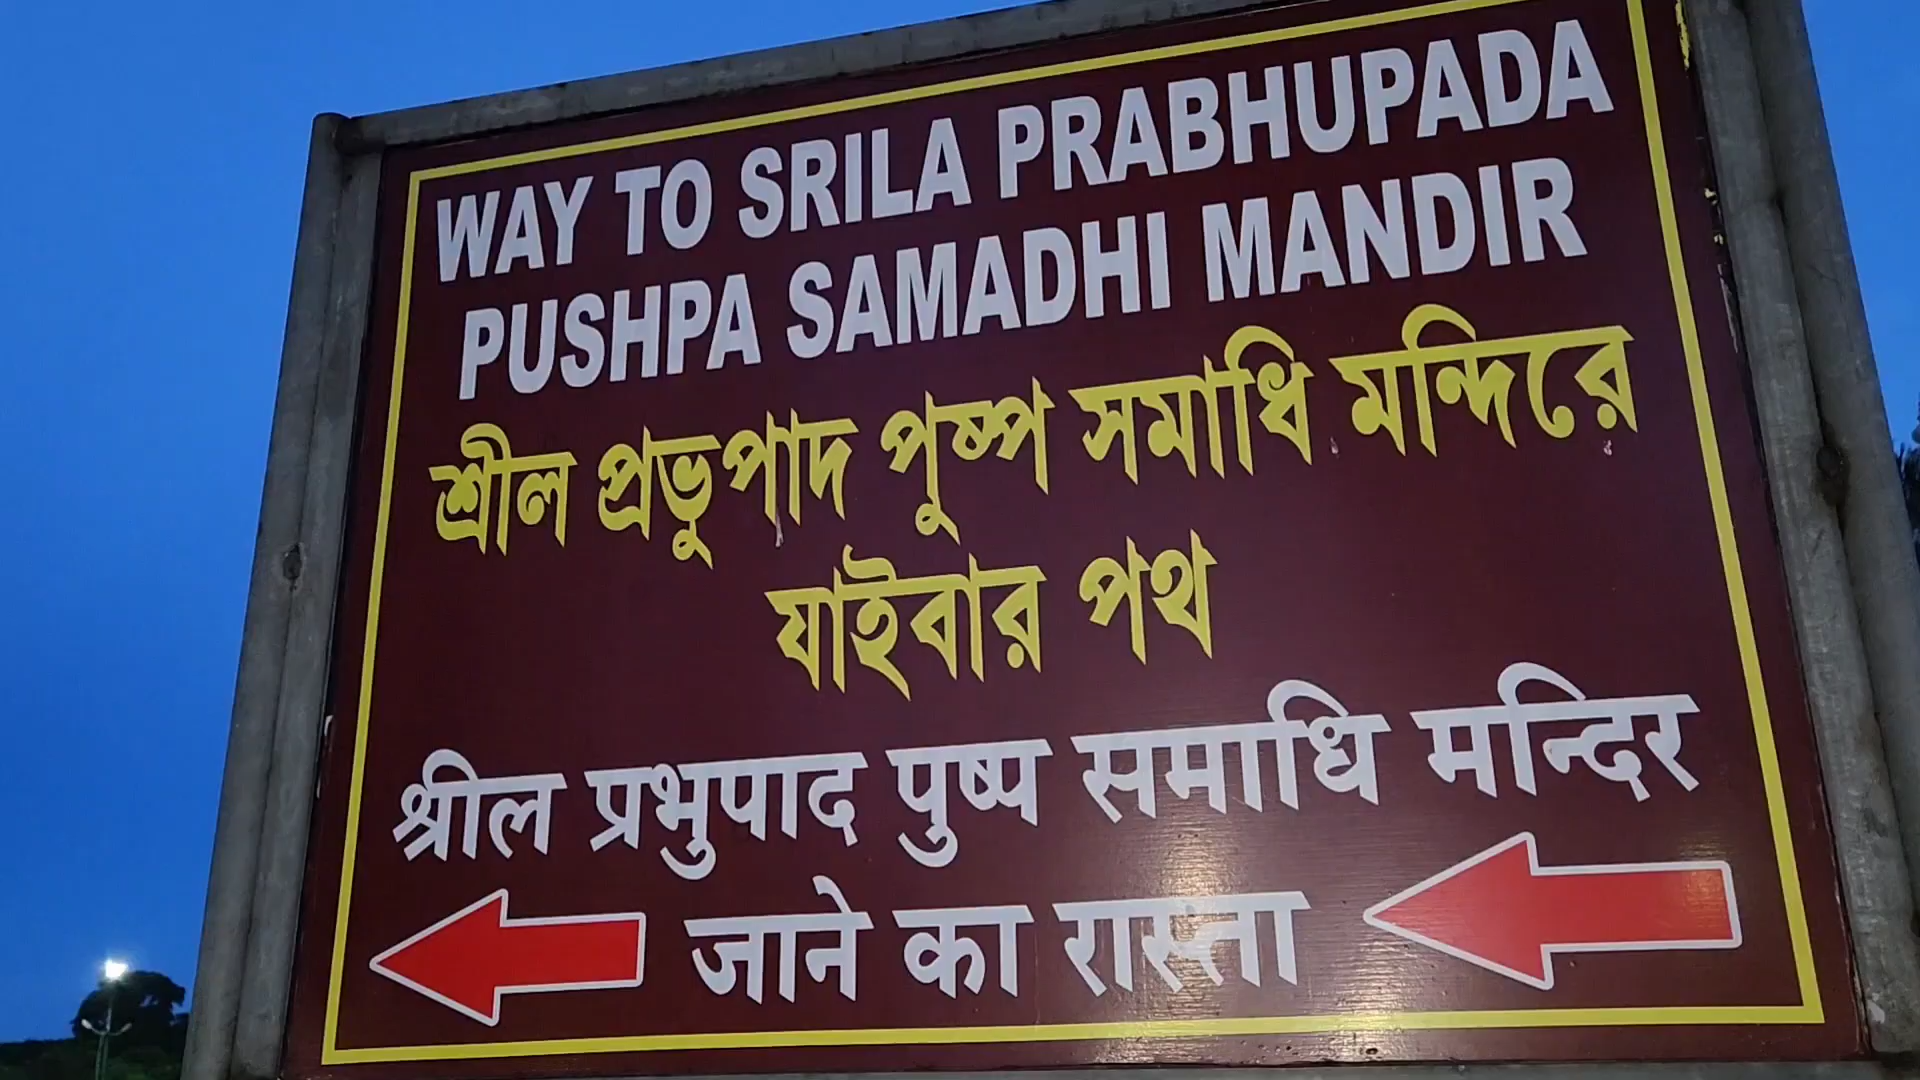 WAY TO SRILA PRABHUPADA
PUSHPA SAMADHI MANDIR
শ্রীল প্রভুপাদ পুষ্প সমাধি মন্দিরে
যাইবার পথ
श्रील प्रभुपाद पुष्प समाधि मन्दिर
जाने का रास्ता